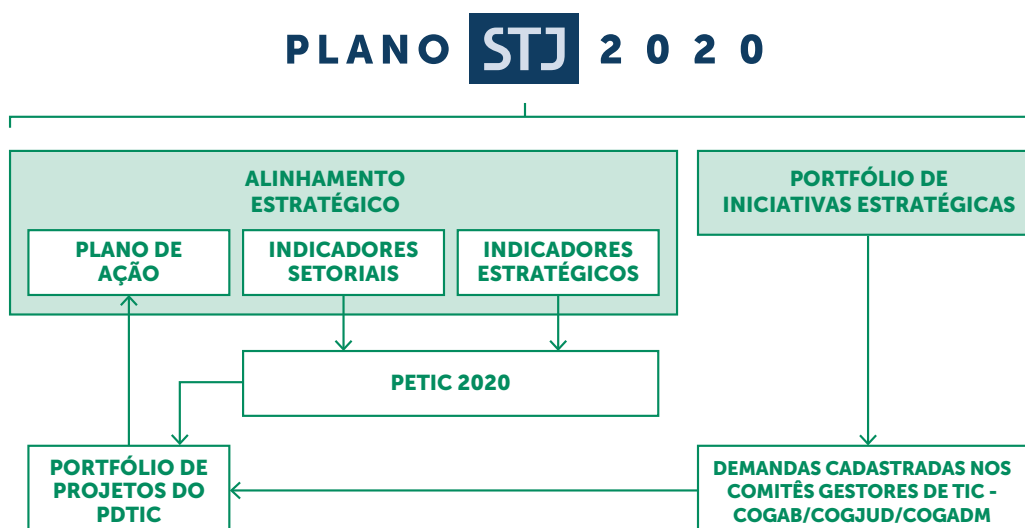 PLANO STJ 2020
ALINHAMENTO
ESTRATÉGICO
PLANO DE
AÇÃO
INDICADORES
SETORIAIS
INDICADORES
ESTRATÉGICOS
PORTFÓLIO DE
INICIATIVAS ESTRATÉGICAS
PETIC 2020
PORTFÓLIO DE
PROJETOS DO
PDTIC
DEMANDAS CADASTRADAS NOS
COMITÊS GESTORES DE TIC -
COGAB/COGJUD/COGADM